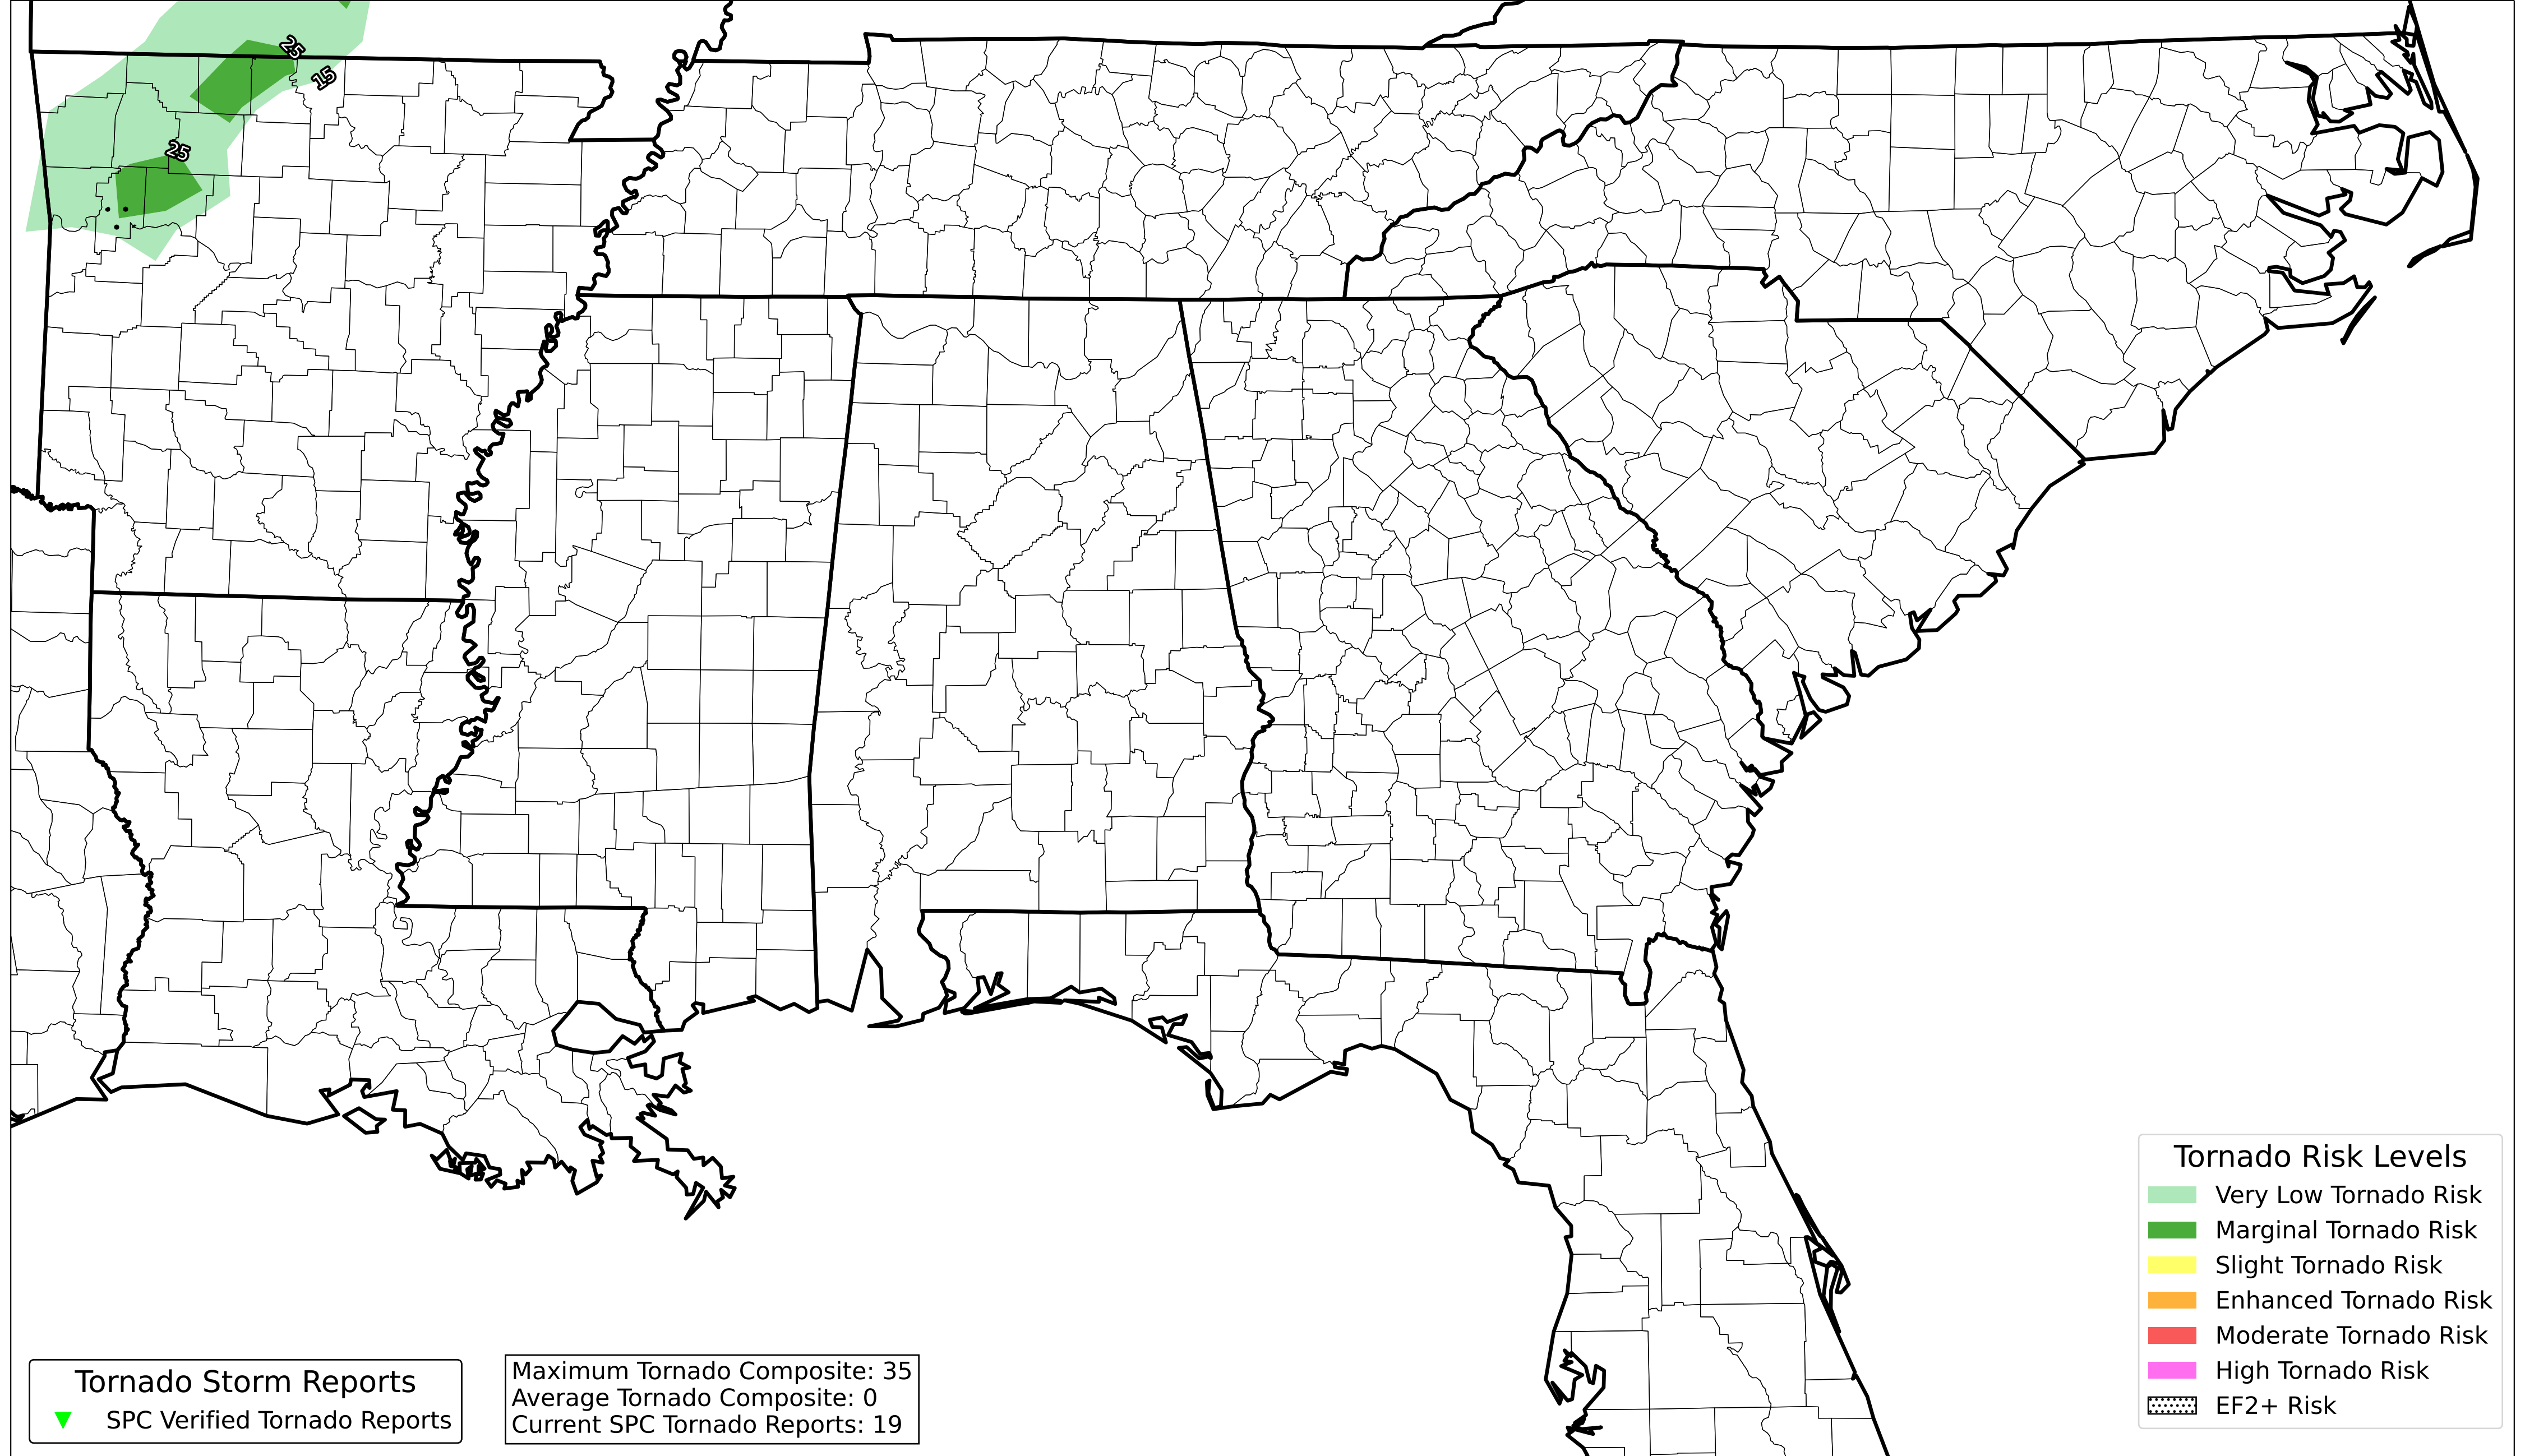 25
15
25
Tornado Storm Reports
SPC Verified Tornado Reports
Maximum Tornado Composite: 35
Average Tornado Composite: 0
Current SPC Tornado Reports: 19
Tornado Risk Levels
Very Low Tornado Risk
Marginal Tornado Risk
Slight Tornado Risk
Enhanced Tornado Risk
Moderate Tornado Risk
High Tornado Risk
EF2+ Risk